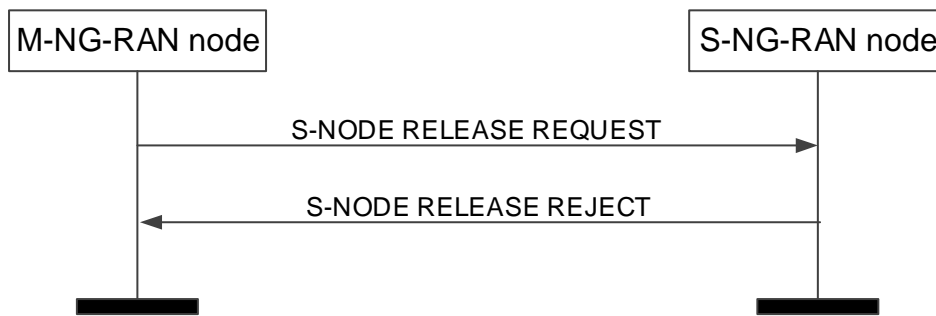 M-NG-RAN node
S-NG-RAN node
S-NODE RELEASE REQUEST
S-NODE RELEASE REJECT